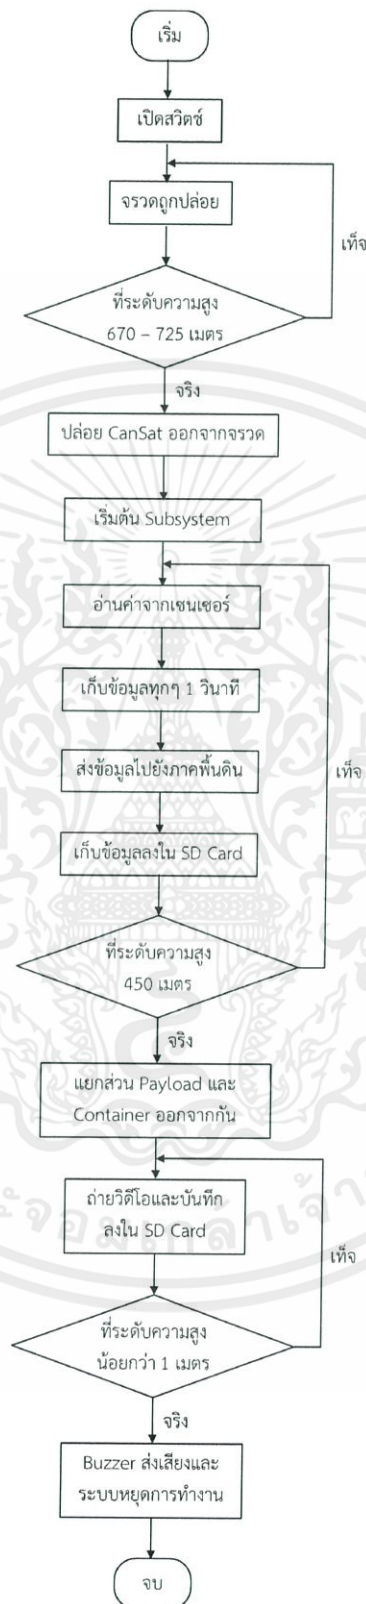 เริ่ม
เปิดสวิตช์
จรวดถูกปล่อย
เท็จ
ที่ระดับความสูง
670 – 725 เมตร
จริง
ปล่อย CanSat ออกจากจรวด
เริ่มต้น Subsystem
อ่านค่าจากเซนเซอร์
เก็บข้อมูลทุกๆ 1 วินาที
ส่งข้อมูลไปยังภาคพื้นดิน
เท็จ
เก็บข้อมูลลงใน SD Card
ที่ระดับความสูง
450 เมตร
จริง
แยกส่วน Payload และ
Container ออกจากกัน
ถ่ายวิดีโอและบันทึก
ลงใน SD Card
เท็จ
ที่ระดับความสูง
น้อยกว่า 1 เมตร
จริง
Buzzer ส่งเสียงและ
ระบบหยุดการทำงาน
จบ